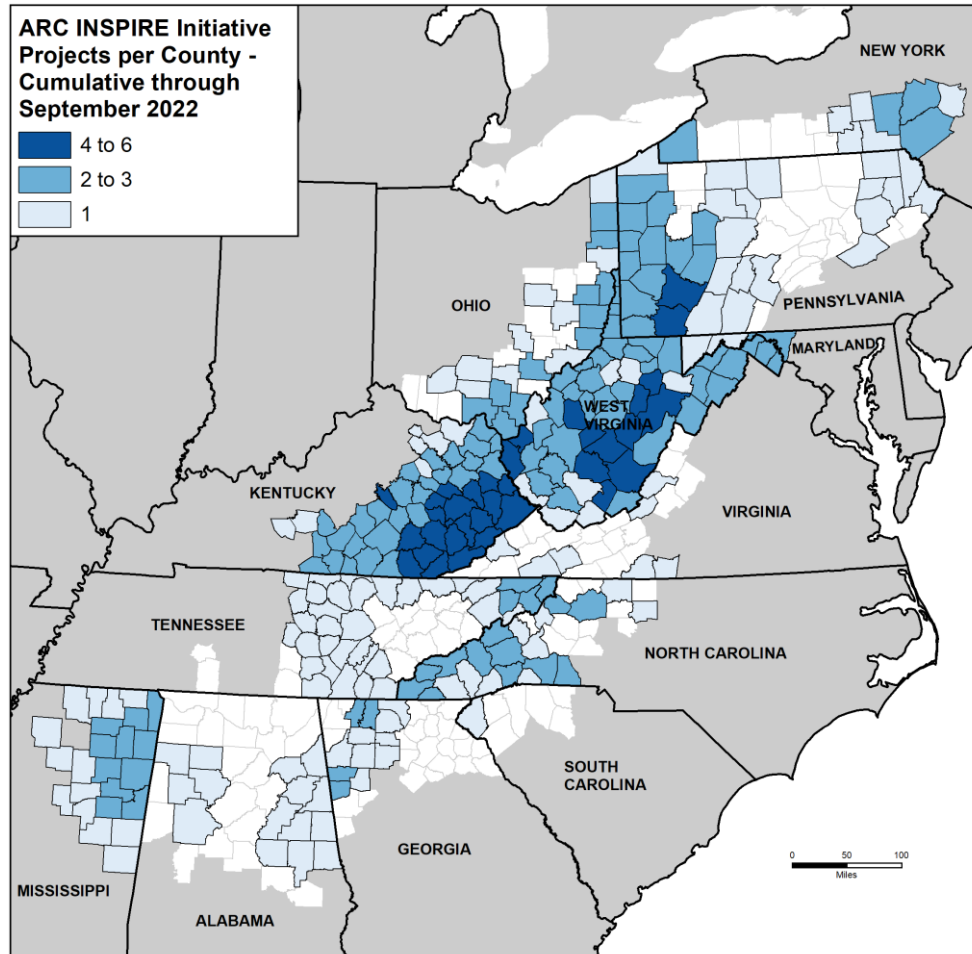 ARC INSPIRE Initiative
Projects per County -
Cumulative through
September 2022
4 to 6
2 to 3
1
NEW YORK
OHIO
PENNSYLVANIA
MARYLAND
WEST
VIRGINIA
KENTUCKY
VIRGINIA
TENNESSEE
NORTH CAROLINA
SOUTH
CAROLINA
GEORGIA
MISSISSIPPI
ALABAMA
0 50 100
Miles